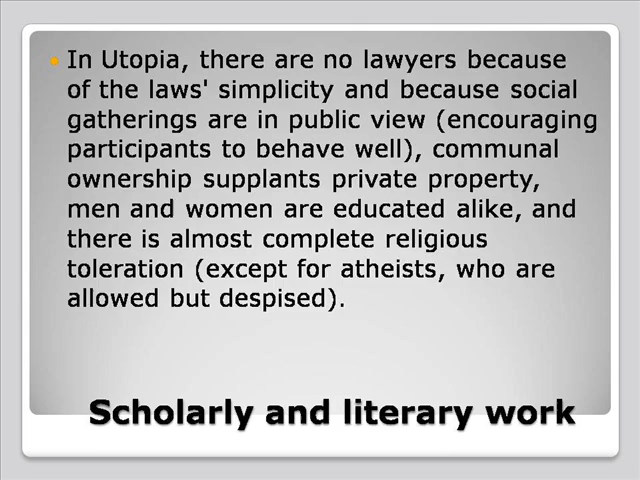 In Utopia, there are no lawyers because
of the laws' simplicity and because social
gatherings are in public view (encouraging
participants to behave well), communal
ownership supplants private property,
men and women are educated alike, and
there is almost complete religious
toleration (except for atheists, who are
allowed but despised).
Scholarly and literary work